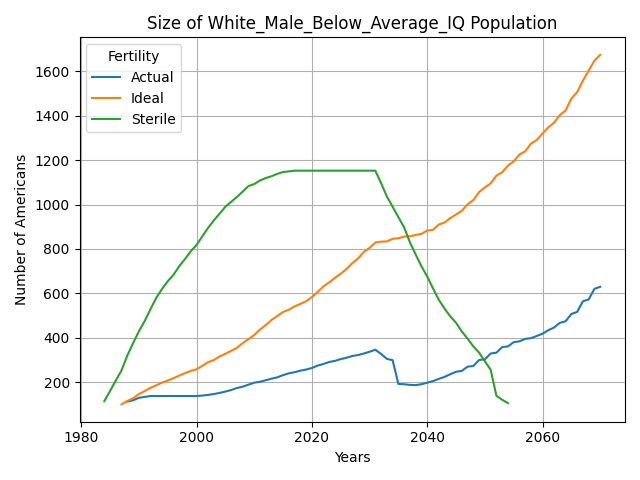 Size of White_Male_Below_Average_IQ Population
Fertility
Actual
Ideal
Sterile
Number of Americans
1600
1400
1200
1000
800
600
400
200
1980
2000
2020
2040
2060
Years